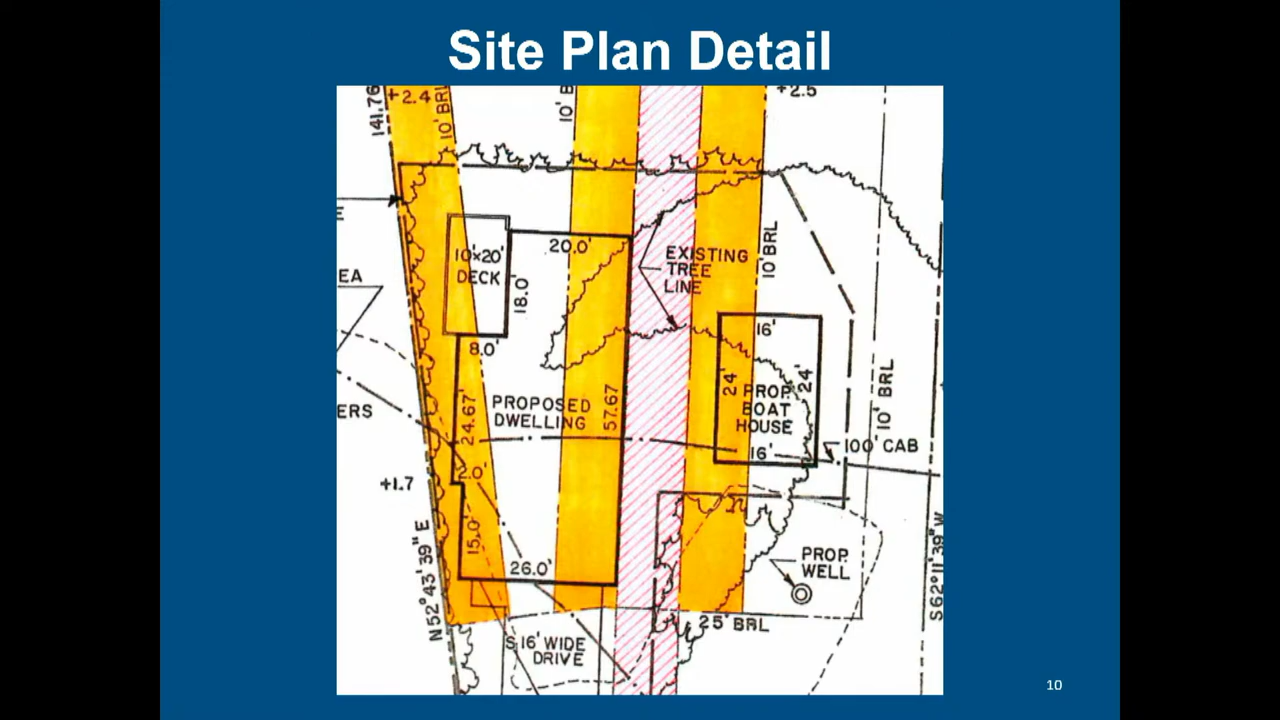 Site Plan Detail
141.76
+2.4
10' BRL
10' B
+2.5
E
10'x20'
DECK
20.0'
18.0'
EXISTING
TREE
LINE
10' BRL
EA
8.0'
16'
24'
24'
PROP.
BOAT
HOUSE
16'
10' BRL
ERS
PROPOSED
DWELLING
24.67'
57.67
100' CAB
+1.7
2.0'
15.0'
26.0'
PROP.
WELL
N52°43'39" E
S62°11'39" W
25' BRL
16' WIDE
DRIVE
10